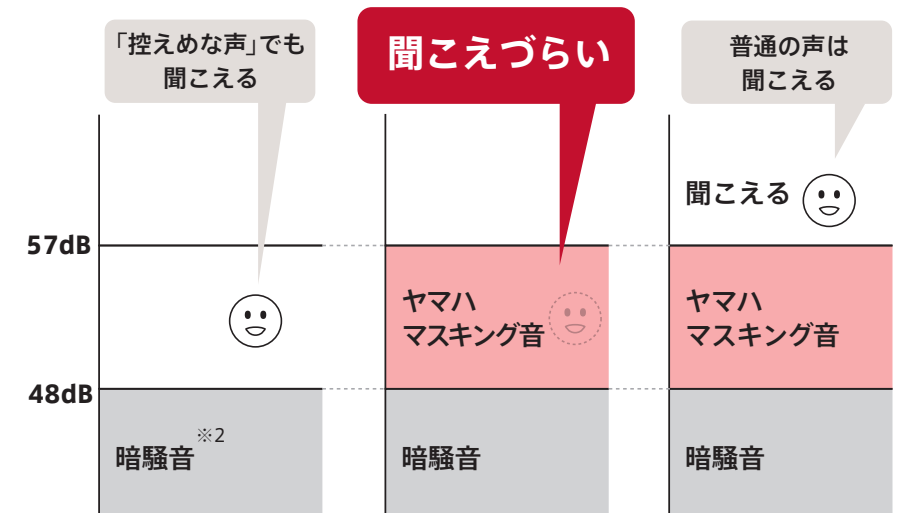 「控えめな声」でも
聞こえる
聞こえづらい
普通の声は
聞こえる
聞こえる
57dB
ヤマハ
マスキング音
ヤマハ
マスキング音
48dB
暗騒音※2
暗騒音
暗騒音